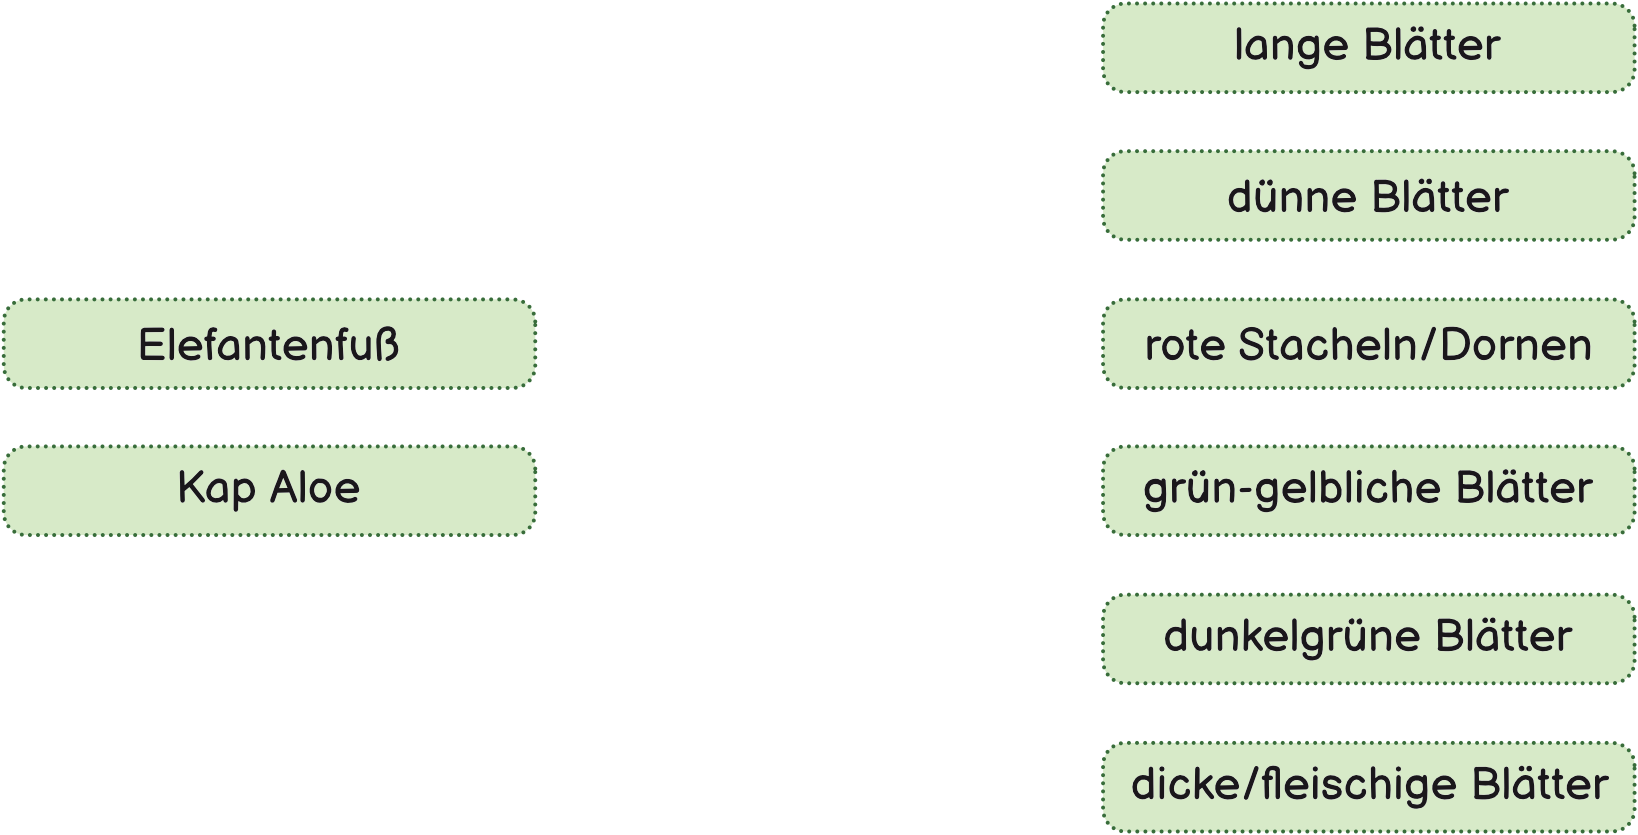 Elefantenfuß
Kap Aloe
lange Blätter
dünne Blätter
rote Stacheln/Dornen
grün-gelbliche Blätter
dunkelgrüne Blätter
dicke/fleischige Blätter